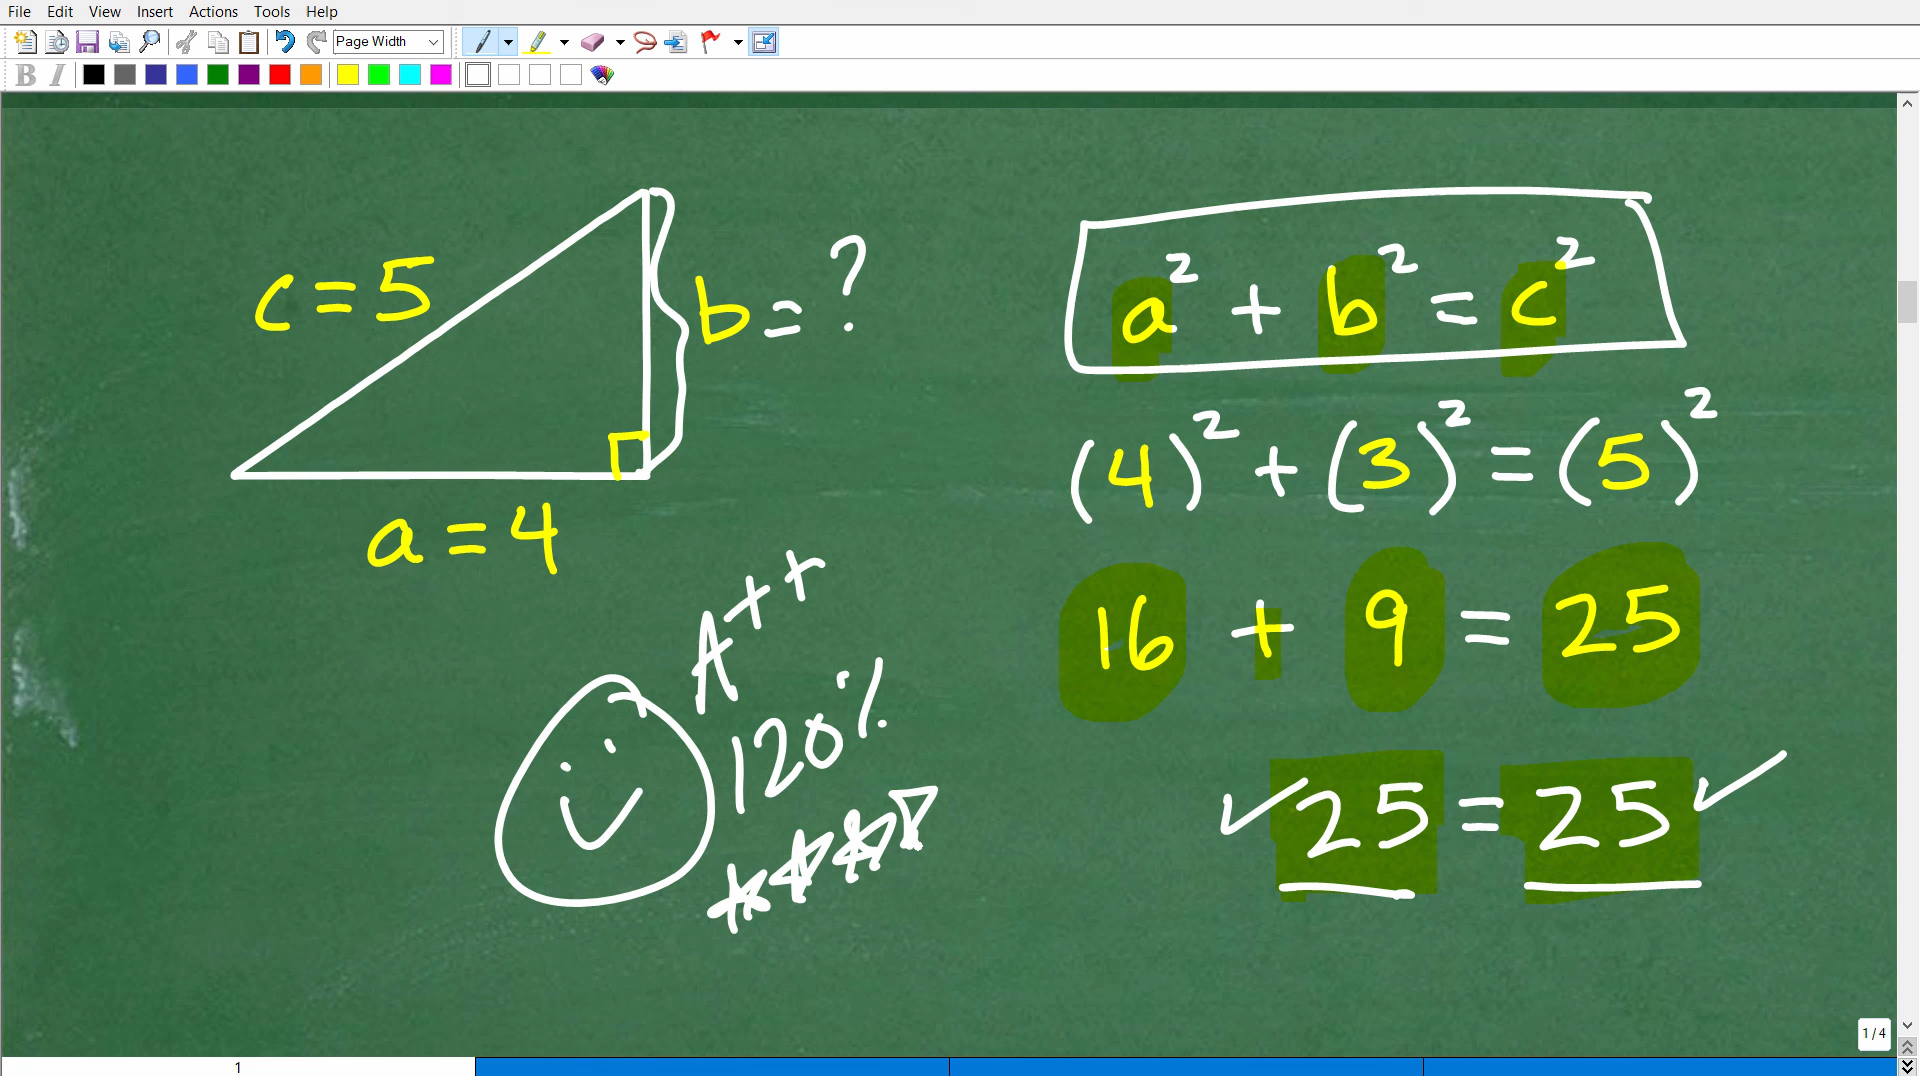 File Edit View Insert Actions Tools Help
Page Width
B I
c = 5
b = ?
a = 4
a² + b² = c²
(4)² + (3)² = (5)²
16 + 9 = 25
25 = 25
A++
120%
1 / 4
1